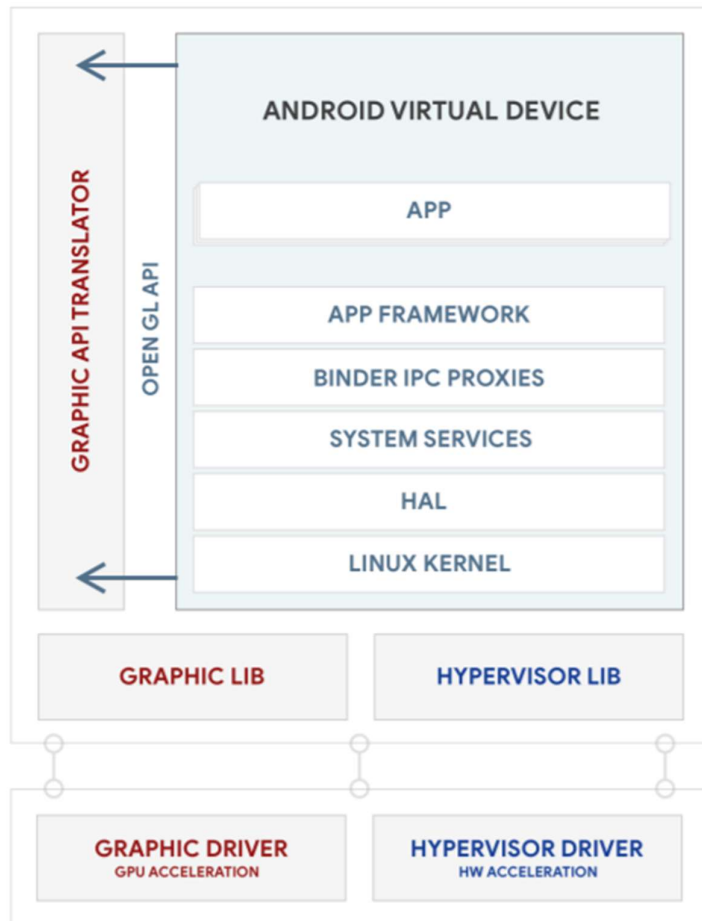 ANDROID VIRTUAL DEVICE
GRAPHIC API TRANSLATOR
OPEN GL API
APP
APP FRAMEWORK
BINDER IPC PROXIES
SYSTEM SERVICES
HAL
LINUX KERNEL
GRAPHIC LIB
HYPERVISOR LIB
GRAPHIC DRIVER
GPU ACCELERATION
HYPERVISOR DRIVER
HW ACCELERATION